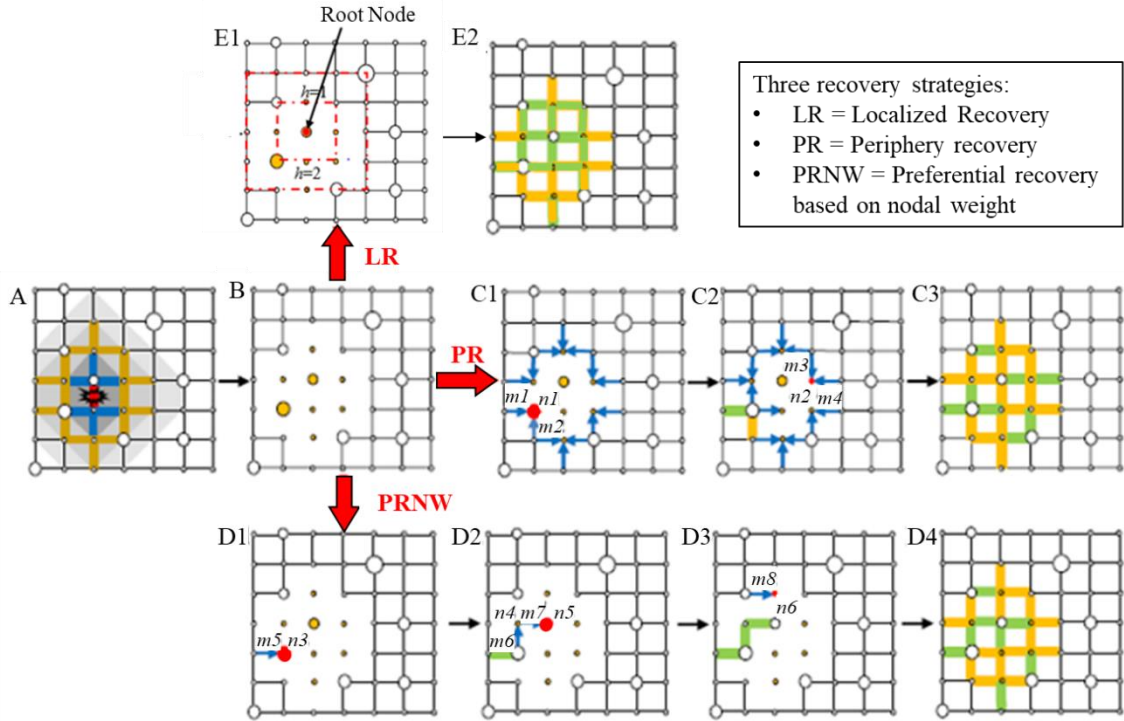 Root Node
E1
E2
h=1
h=2
Three recovery strategies:
• LR = Localized Recovery
• PR = Periphery recovery
• PRNW = Preferential recovery
based on nodal weight
LR
A
B
C1
C2
C3
PR
m1
n1
m2
m3
n2
m4
PRNW
D1
D2
D3
D4
m5
n3
n4
m7
n5
m6
m8
n6